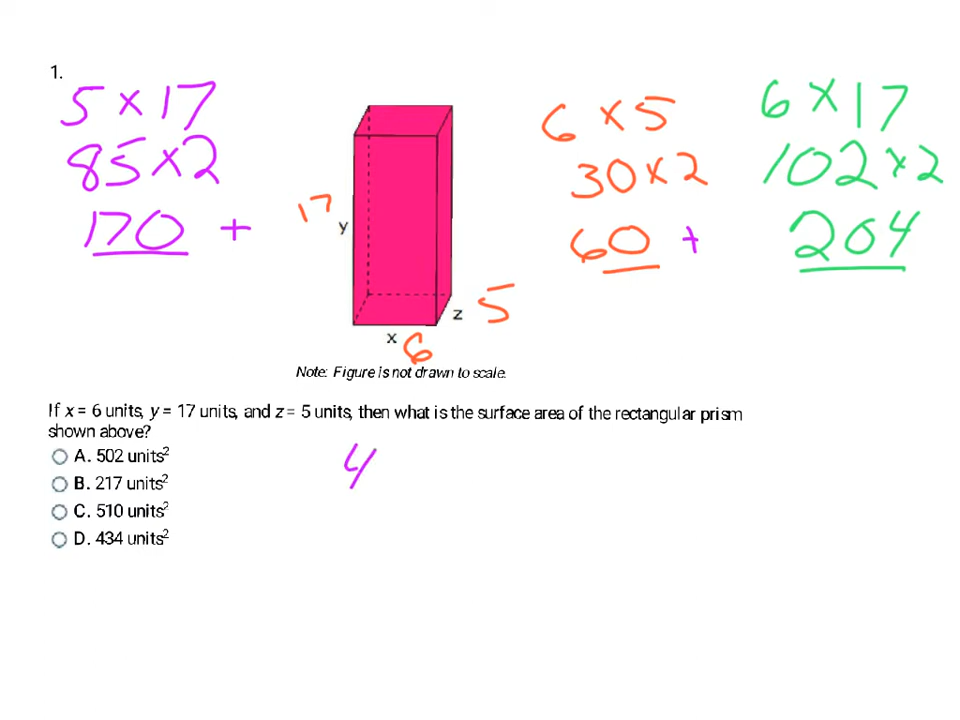 1.
5 × 17
85 × 2
170 +
17
y
z
5
x
6
6 × 5
30 × 2
60 +
6 × 17
102 × 2
204
Note: Figure is not drawn to scale.
If x = 6 units, y = 17 units, and z = 5 units, then what is the surface area of the rectangular prism
shown above?
A. 502 units²
B. 217 units²
C. 510 units²
D. 434 units²
4